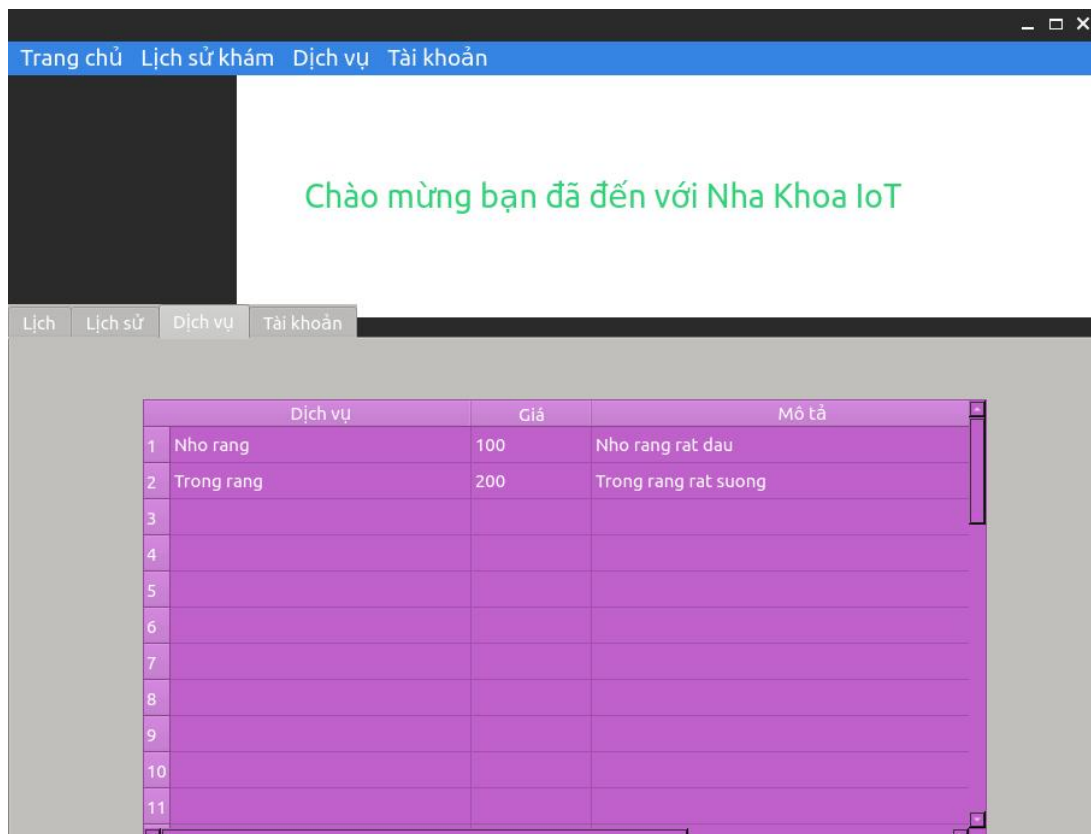 Trang chủ Lịch sử khám Dịch vụ Tài khoản
Chào mừng bạn đã đến với Nha Khoa IoT
Lịch Lịch sử Dịch vụ Tài khoản
Dịch vụ Giá Mô tả
1 Nho rang 100 Nho rang rat dau
2 Trong rang 200 Trong rang rat suong
3
4
5
6
7
8
9
10
11